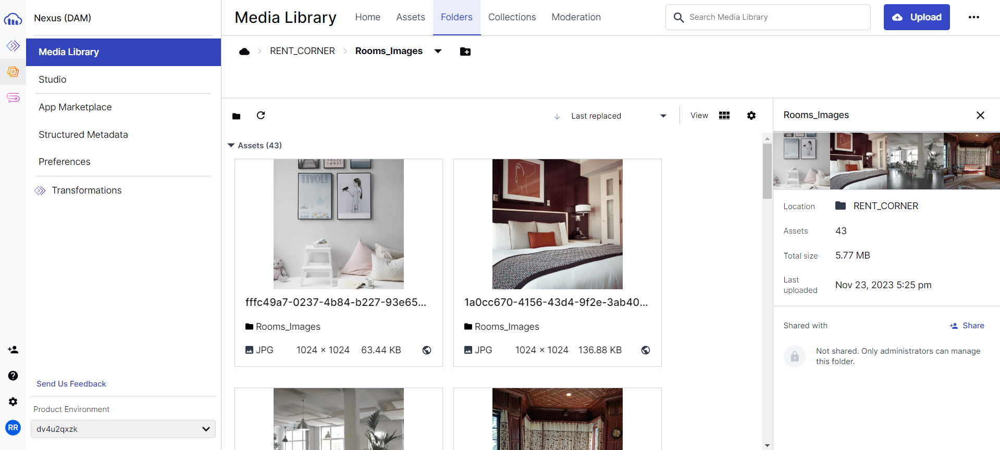 Nexus (DAM)
Media Library
Studio
App Marketplace
Structured Metadata
Preferences
Transformations
Send Us Feedback
Product Environment
dv4u2qxzk
RR
Media Library
Home
Assets
Folders
Collections
Moderation
Search Media Library
Upload
RENT_CORNER
Rooms_Images
Last replaced
View
Assets (43)
TIVOLI
fffc49a7-0237-4b84-b227-93e65...
Rooms_Images
JPG 1024 × 1024 63.44 KB
1a0cc670-4156-43d4-9f2e-3ab40...
Rooms_Images
JPG 1024 × 1024 136.88 KB
Rooms_Images
Location RENT_CORNER
Assets 43
Total size 5.77 MB
Last
uploaded
Nov 23, 2023 5:25 pm
Shared with
Share
Not shared. Only administrators can manage
this folder.